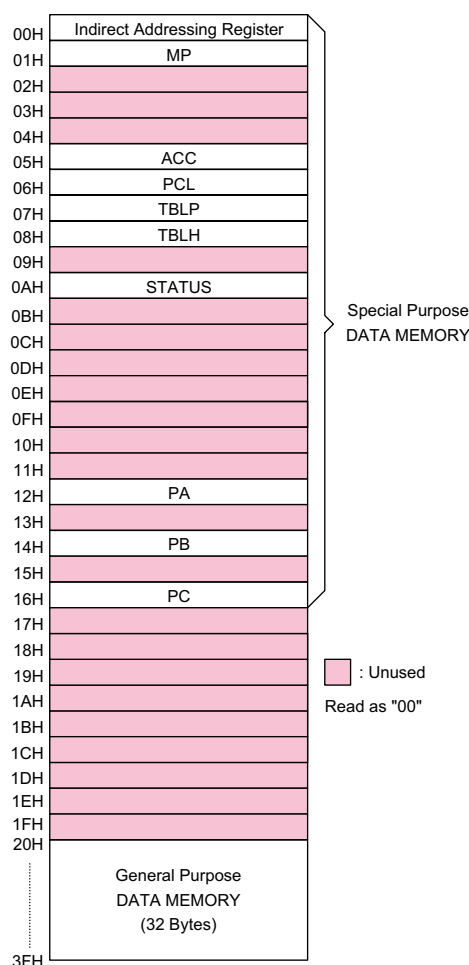 00H Indirect Addressing Register
01H MP
02H
03H
04H
05H ACC
06H PCL
07H TBLP
08H TBLH
09H
0AH STATUS
0BH
0CH
0DH
0EH
0FH
10H
11H
12H PA
13H
14H PB
15H
16H PC
Special Purpose
DATA MEMORY
17H
18H
19H
1AH
1BH
1CH
1DH
1EH
1FH
: Unused
Read as "00"
20H
General Purpose
DATA MEMORY
(32 Bytes)
3FH